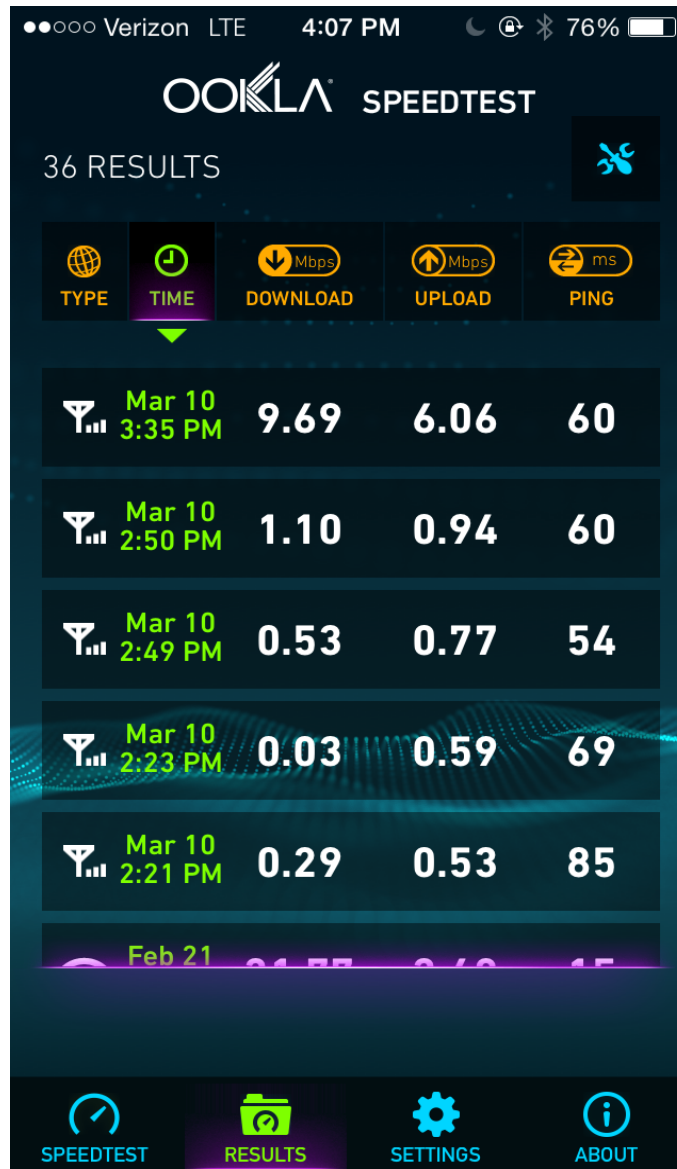 Verizon LTE 4:07 PM 76%
OOKLA SPEEDTEST
36 RESULTS
Mbps Mbps ms
TYPE TIME DOWNLOAD UPLOAD PING
Mar 10
3:35 PM 9.69 6.06 60
Mar 10
2:50 PM 1.10 0.94 60
Mar 10
2:49 PM 0.53 0.77 54
Mar 10
2:23 PM 0.03 0.59 69
Mar 10
2:21 PM 0.29 0.53 85
Feb 21
SPEEDTEST RESULTS SETTINGS ABOUT